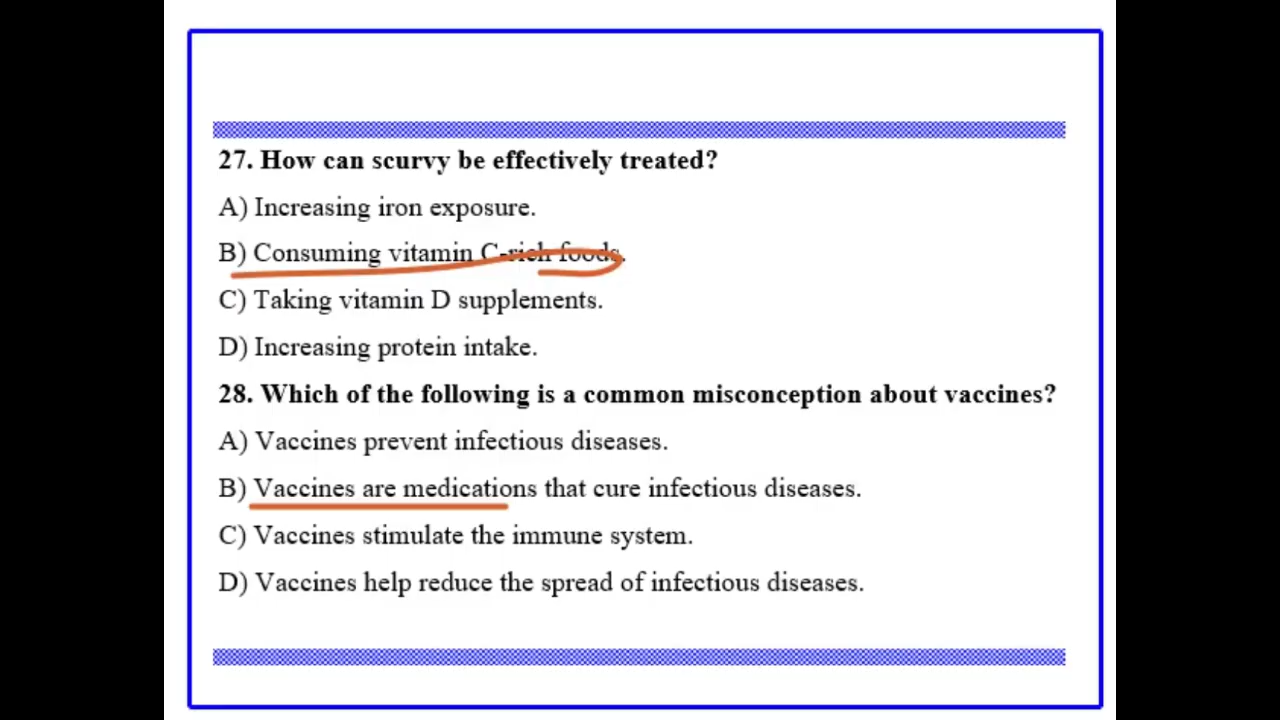 27. How can scurvy be effectively treated?
A) Increasing iron exposure.
B) Consuming vitamin C-rich foods.
C) Taking vitamin D supplements.
D) Increasing protein intake.
28. Which of the following is a common misconception about vaccines?
A) Vaccines prevent infectious diseases.
B) Vaccines are medications that cure infectious diseases.
C) Vaccines stimulate the immune system.
D) Vaccines help reduce the spread of infectious diseases.